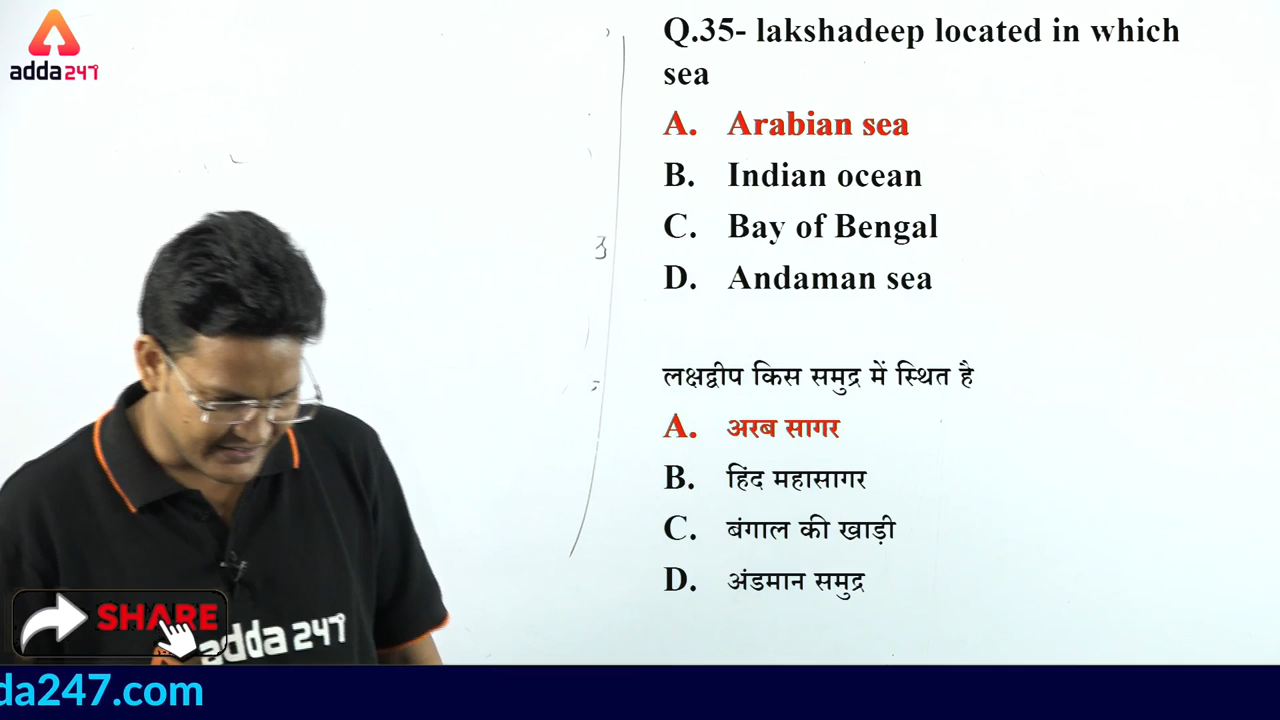 adda247
Q.35- lakshadeep located in which
sea
A. Arabian sea
B. Indian ocean
C. Bay of Bengal
D. Andaman sea
लक्षद्वीप किस समुद्र में स्थित है
A. अरब सागर
B. हिंद महासागर
C. बंगाल की खाड़ी
D. अंडमान समुद्र
SHARE
adda 247
da247.com